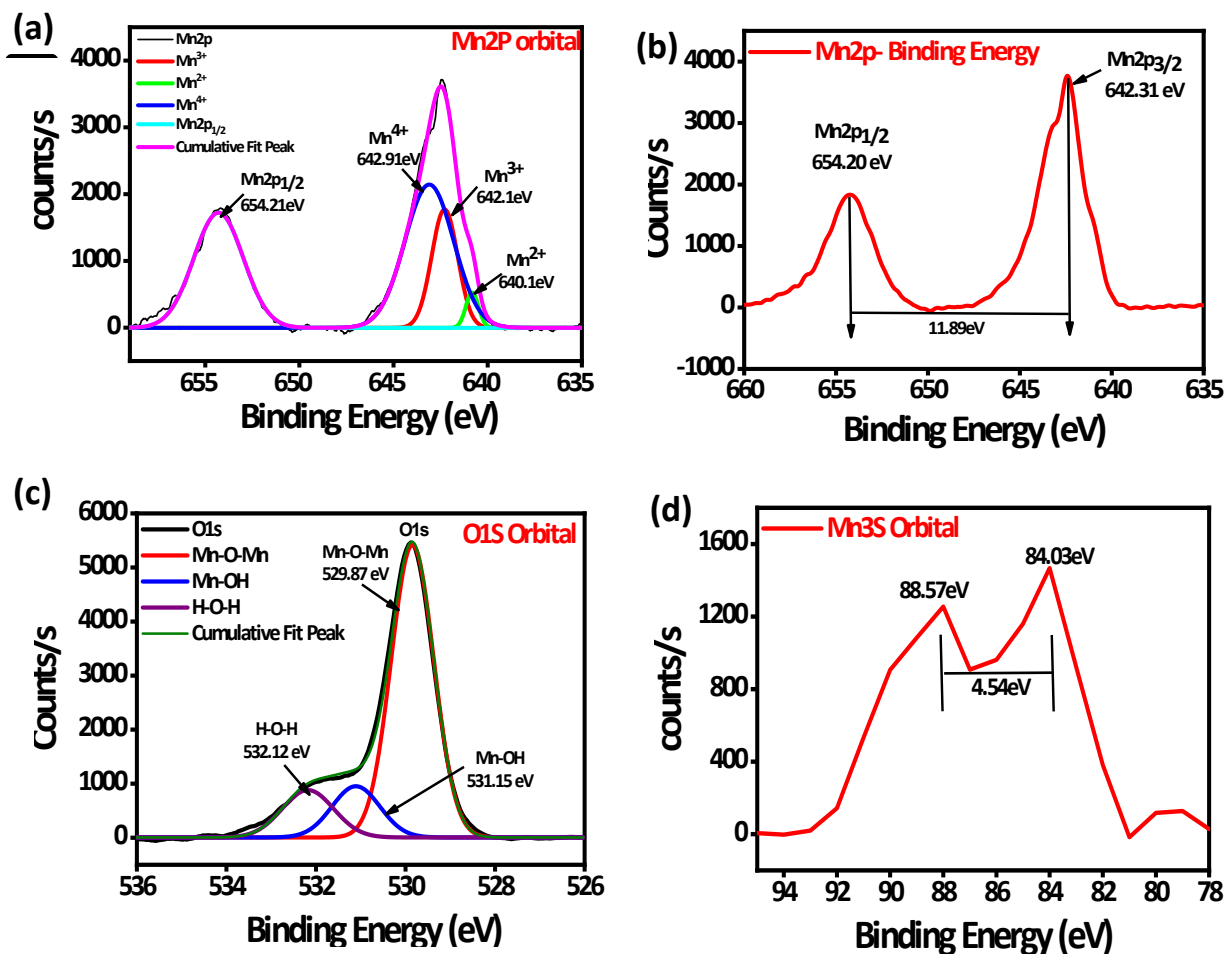 (a)
Mn2p
Mn3+
Mn2+
Mn4+
Mn2p1/2
Cumulative Fit Peak
Mn2P orbital
Mn4+
642.91eV
Mn3+
642.1eV
Mn2p1/2
654.21eV
Mn2+
640.1eV
4000
3000
2000
1000
0
counts/s
655
650
645
640
635
Binding Energy (eV)
(b)
Mn2p- Binding Energy
Mn2p3/2
642.31 eV
Mn2p1/2
654.20 eV
11.89eV
4000
3000
2000
1000
0
-1000
Counts/s
660
655
650
645
640
635
Binding Energy (eV)
(c)
O1s
Mn-O-Mn
Mn-OH
H-O-H
Cumulative Fit Peak
O1s
O1S Orbital
Mn-O-Mn
529.87 eV
H-O-H
532.12 eV
Mn-OH
531.15 eV
6000
5000
4000
3000
2000
1000
0
Counts/s
536
534
532
530
528
526
Binding Energy (eV)
(d)
Mn3S Orbital
88.57eV
84.03eV
4.54eV
1600
1200
800
400
0
counts/s
94
92
90
88
86
84
82
80
78
Binding Energy (eV)